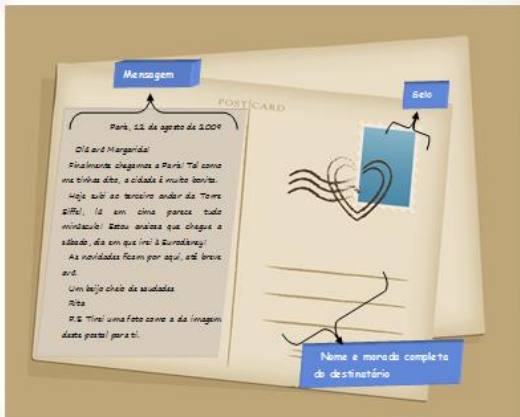 Mensagem
Selo
POST CARD
Paris, 12 de agosto de 2009
Olá avó Margarida!
Finalmente chegamos a Paris! Tal como
me tinhas dito, a cidade é muito bonita.
Hoje subi ao terceiro andar da Torre
Eiffel, lá em cima parece tudo
minúsculo! Estou ansiosa que chegue a
sábado, dia em que irei à Eurodisney!
As novidades ficam por aqui, até breve
avó.
Um beijo cheio de saudades
Rita
P.S. Tirei uma foto como a da imagem
deste postal para ti.
Nome e morada completa
do destinatário